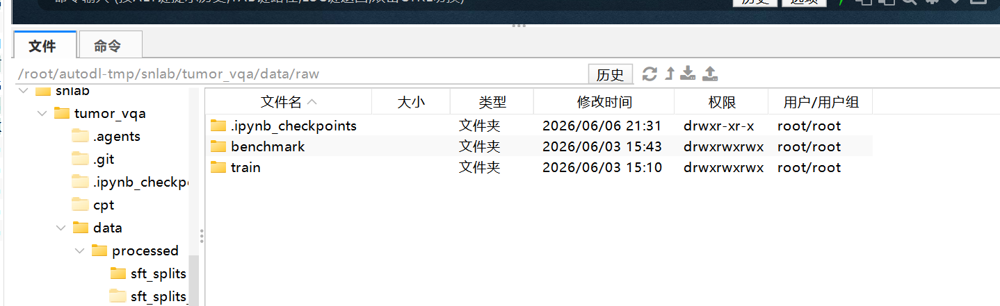 历史 选项
文件 命令
/root/autodl-tmp/snlab/tumor_vqa/data/raw 历史
snlab
tumor_vqa
.agents
.git
.ipynb_checkp
cpt
data
processed
sft_splits
sft_splits_
文件名 大小 类型 修改时间 权限 用户/用户组
.ipynb_checkpoints 文件夹 2026/06/06 21:31 drwxr-xr-x root/root
benchmark 文件夹 2026/06/03 15:43 drwxrwxrwx root/root
train 文件夹 2026/06/03 15:10 drwxrwxrwx root/root